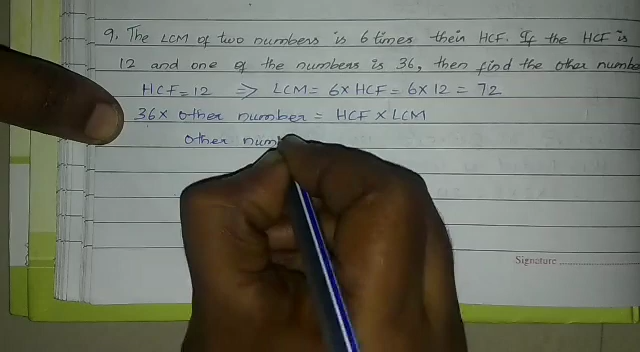 9. The LCM of two numbers is 6 times their HCF. If the HCF is
12 and one of the numbers is 36, then find the other numbe
HCF = 12 ⇒ LCM = 6 × HCF = 6 × 12 = 72
36 × other number = HCF × LCM
Other num
Signature ....................